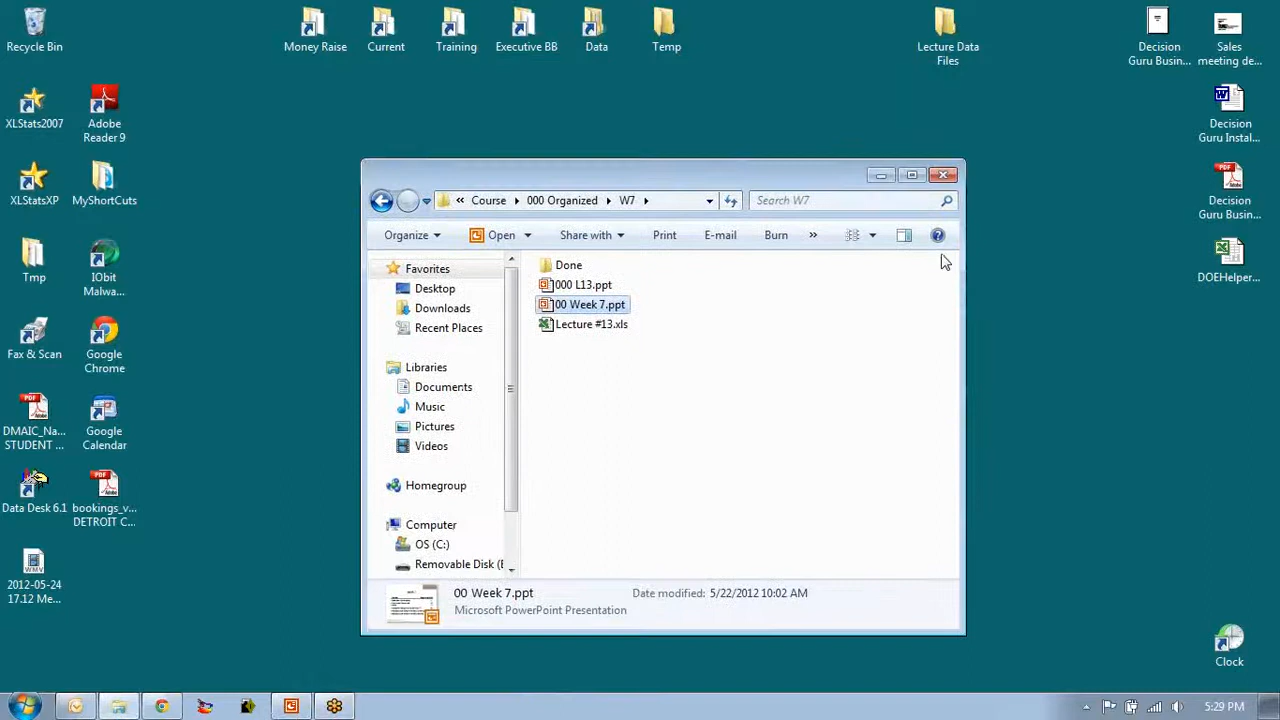 Recycle Bin
Money Raise
Current
Training
Executive BB
Data
Temp
Lecture Data
Files
Decision
Guru Busin...
Sales
meeting de...
XLStats2007
Adobe
Reader 9
Decision
Guru Instal...
XLStatsXP
MyShortCuts
Decision
Guru Busin...
Tmp
IObit
Malwa...
DOEHelper...
Fax & Scan
Google
Chrome
DMAIC_Na...
STUDENT ...
Google
Calendar
Data Desk 6.1
bookings_v...
DETROIT C...
2012-05-24
17.12 Me...
Clock
« Course 000 Organized W7
Search W7
Organize Open Share with Print E-mail Burn »
Favorites
Desktop
Downloads
Recent Places
Libraries
Documents
Music
Pictures
Videos
Homegroup
Computer
OS (C:)
Removable Disk (E
Done
000 L13.ppt
00 Week 7.ppt
Lecture #13.xls
00 Week 7.ppt
Date modified: 5/22/2012 10:02 AM
Microsoft PowerPoint Presentation
5:29 PM